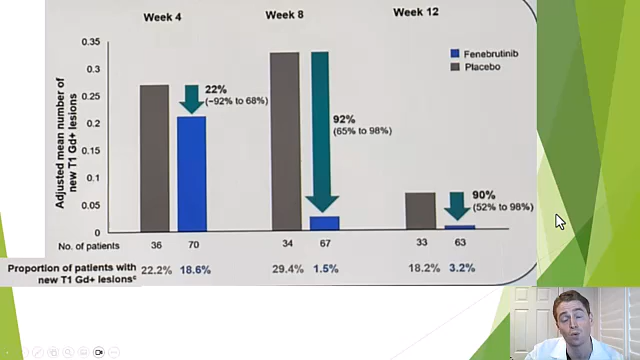 Week 4
Week 8
Week 12
Fenebrutinib
Placebo
Adjusted mean number of
new T1 Gd+ lesions
0.35
0.3
0.25
0.2
0.15
0.1
0.05
0
22%
(−92% to 68%)
92%
(65% to 98%)
90%
(52% to 98%)
No. of patients 36 70 34 67 33 63
Proportion of patients with
new T1 Gd+ lesionsᶜ 22.2% 18.6% 29.4% 1.5% 18.2% 3.2%